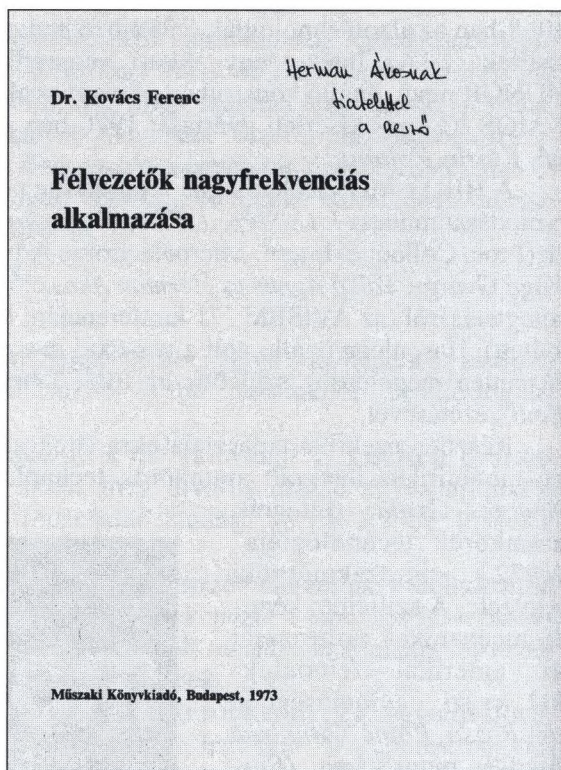 Herman Ákosnak
tisztelettel
a szerző
Dr. Kovács Ferenc
Félvezetők nagyfrekvenciás
alkalmazása
Műszaki Könyvkiadó, Budapest, 1973